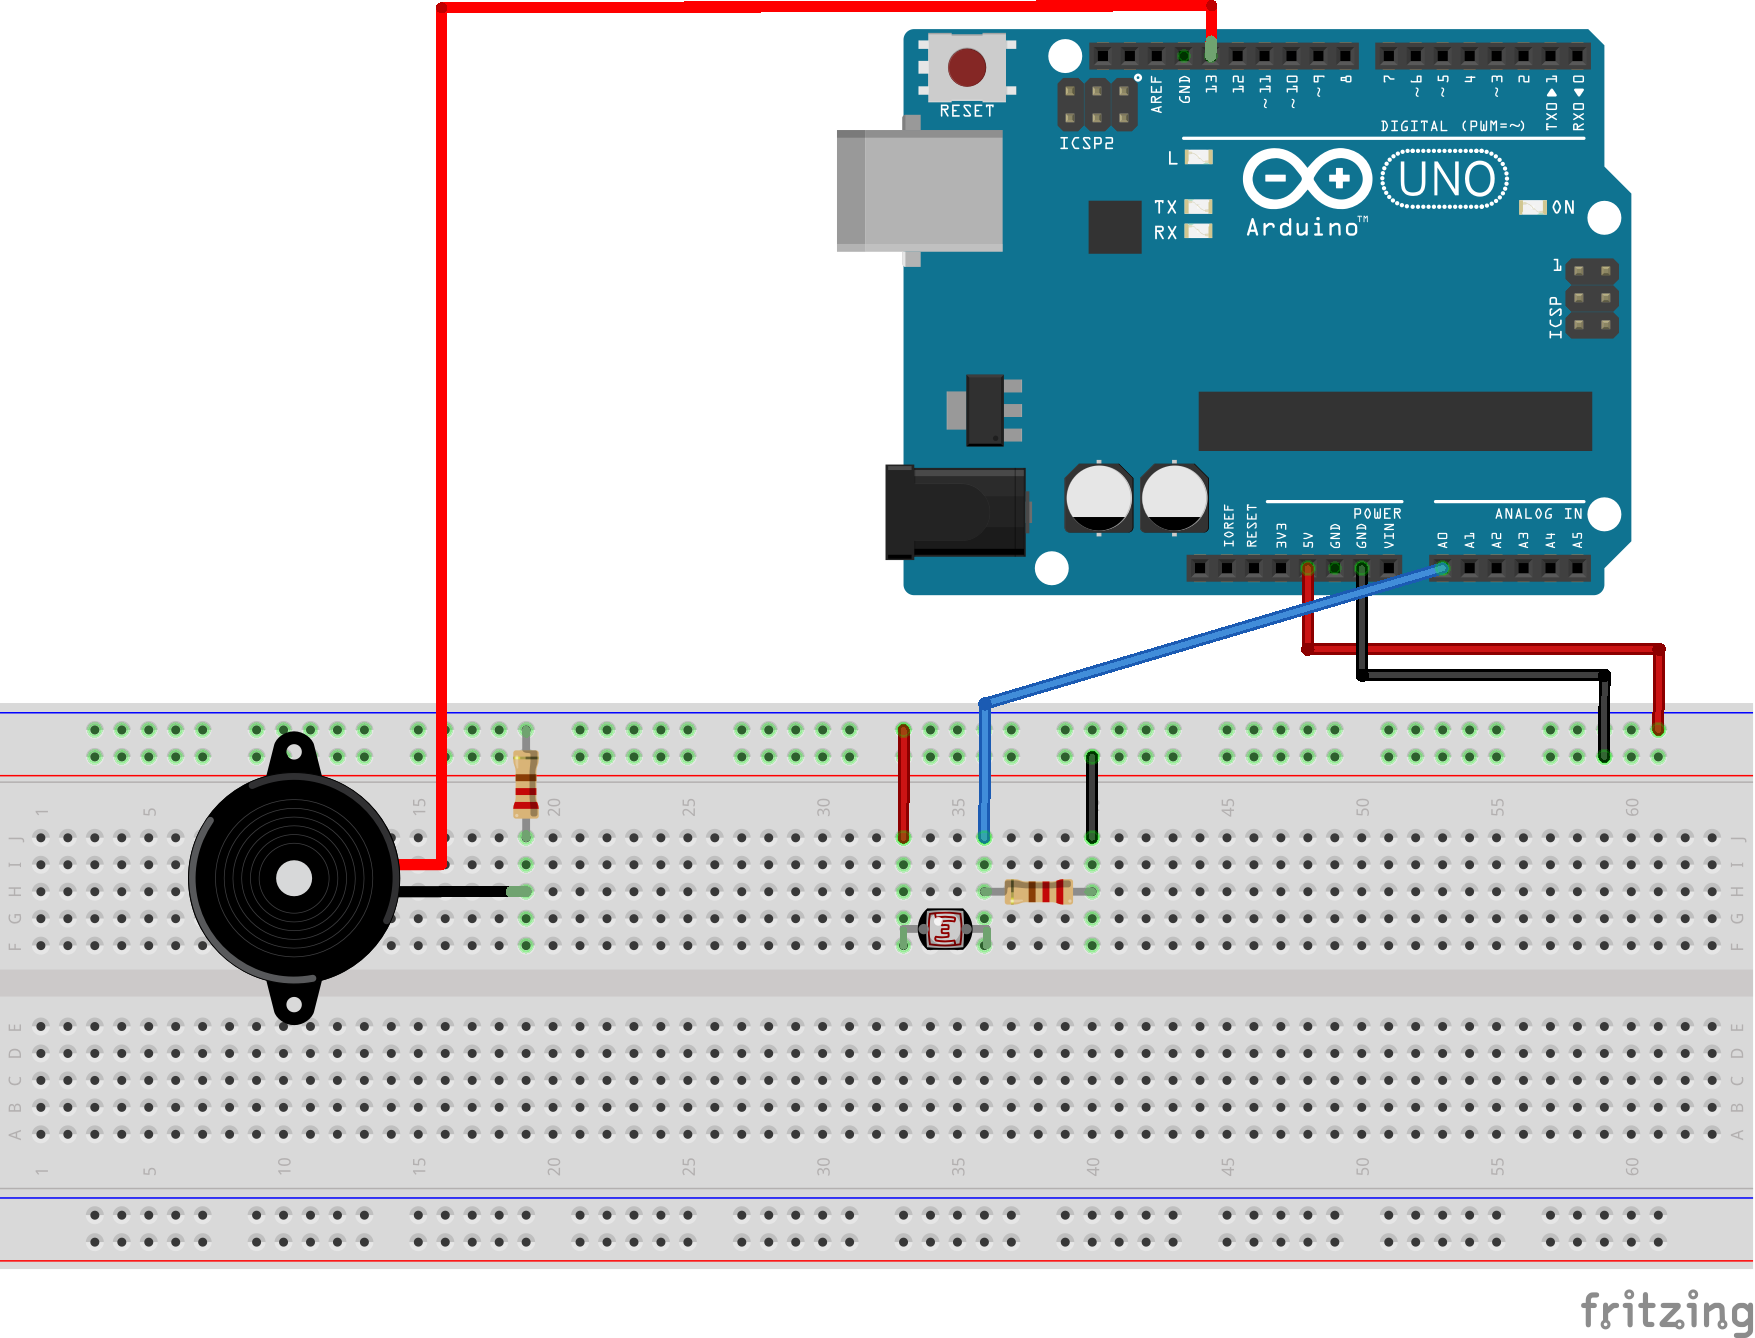 RESET
ICSP2
AREF
GND
13
12
~11
~10
~9
8
7
~6
~5
4
~3
2
TX0 ▶ 1
RX0 ◀ 0
DIGITAL (PWM=~)
L
TX
RX
UNO
Arduino™
ON
1
ICSP
POWER
ANALOG IN
IOREF
RESET
3V3
5V
GND
GND
VIN
A0
A1
A2
A3
A4
A5
1 5 15 20 25 30 35 45 50 55 60
J J
I I
H H
G G
F F
E E
D D
C C
B B
A A
1 5 10 15 20 25 30 35 40 45 50 55 60
fritzing